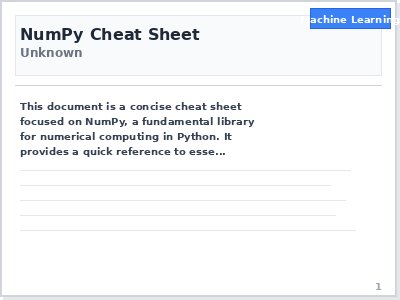 Machine Learning
NumPy Cheat Sheet
Unknown
This document is a concise cheat sheet
focused on NumPy, a fundamental library
for numerical computing in Python. It
provides a quick reference to esse...
1